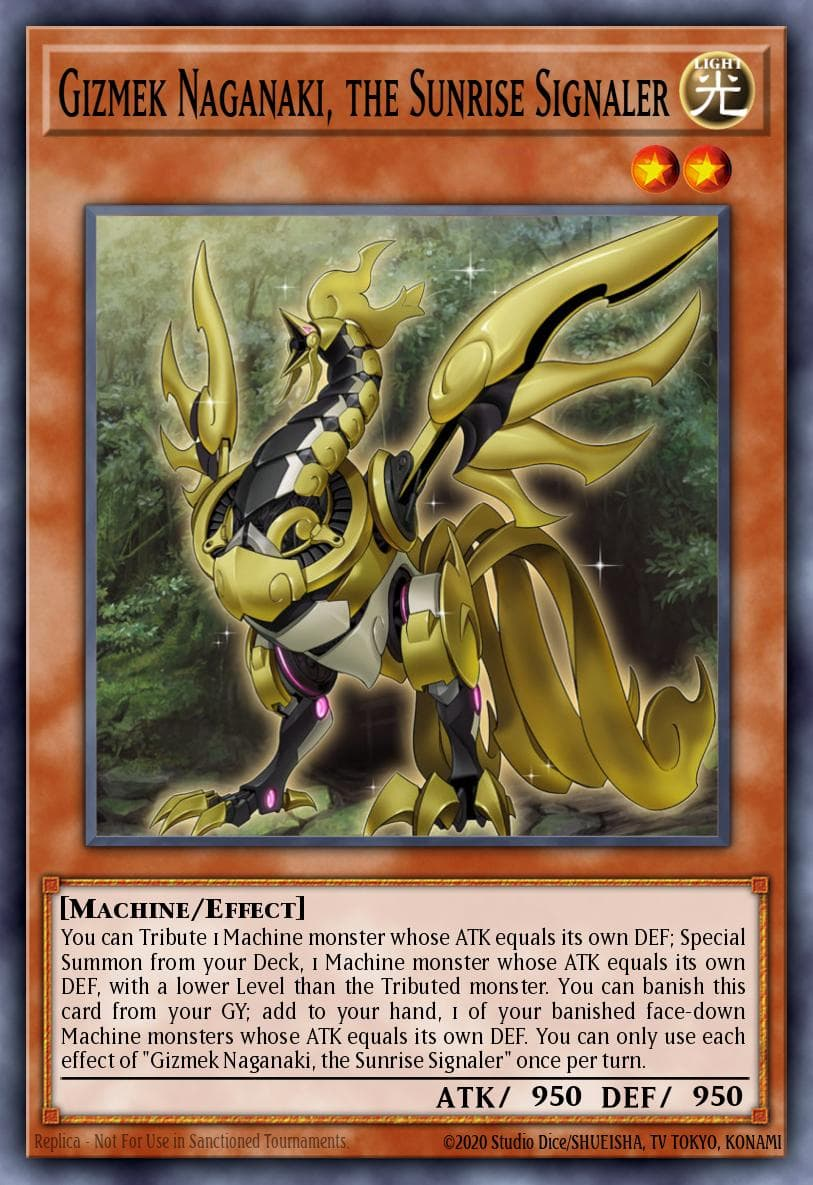 GIZMEK NAGANAKI, THE SUNRISE SIGNALER
LIGHT
光
[MACHINE/EFFECT]
You can Tribute 1 Machine monster whose ATK equals its own DEF; Special
Summon from your Deck, 1 Machine monster whose ATK equals its own
DEF, with a lower Level than the Tributed monster. You can banish this
card from your GY; add to your hand, 1 of your banished face-down
Machine monsters whose ATK equals its own DEF. You can only use each
effect of "Gizmek Naganaki, the Sunrise Signaler" once per turn.
ATK/ 950 DEF/ 950
Replica - Not For Use in Sanctioned Tournaments.
©2020 Studio Dice/SHUEISHA, TV TOKYO, KONAMI